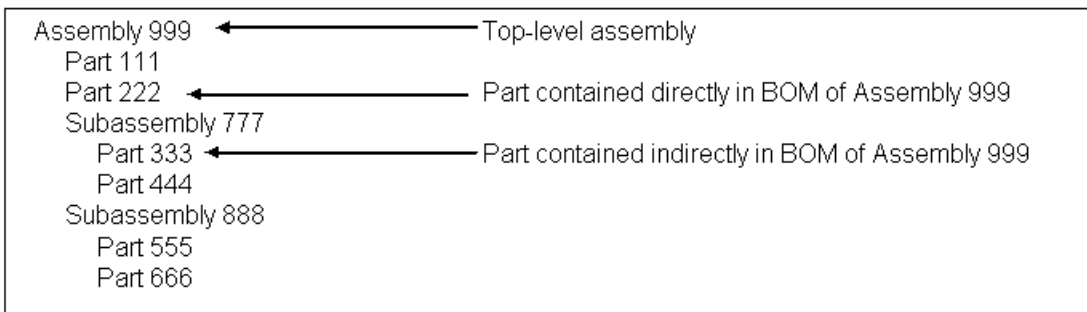 Assembly 999 Top-level assembly
Part 111
Part 222 Part contained directly in BOM of Assembly 999
Subassembly 777
Part 333 Part contained indirectly in BOM of Assembly 999
Part 444
Subassembly 888
Part 555
Part 666